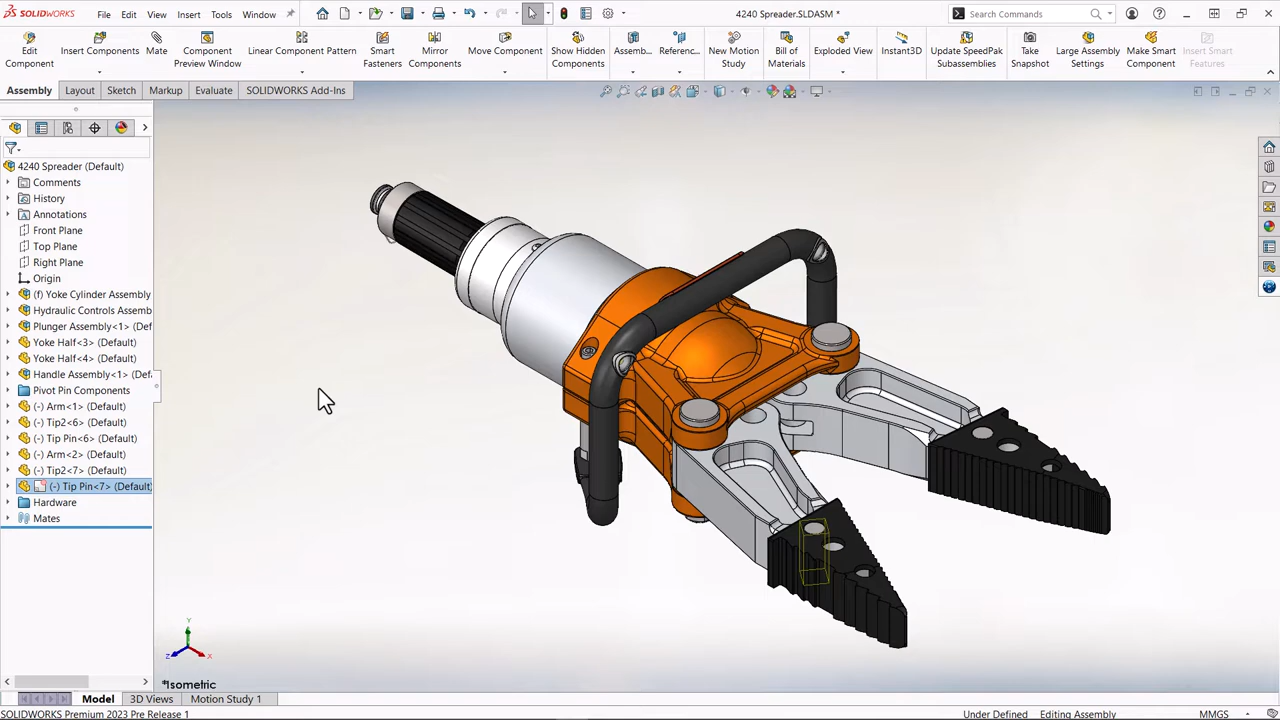 SOLIDWORKS File Edit View Insert Tools Window 4240 Spreader.SLDASM * Search Commands
Edit Component
Insert Components
Mate
Component Preview Window
Linear Component Pattern
Smart Fasteners
Mirror Components
Move Component
Show Hidden Components
Assemb...
Referenc...
New Motion Study
Bill of Materials
Exploded View
Instant3D
Update SpeedPak Subassemblies
Take Snapshot
Large Assembly Settings
Make Smart Component
Insert Smart Features
Assembly Layout Sketch Markup Evaluate SOLIDWORKS Add-Ins
4240 Spreader (Default)
Comments
History
Annotations
Front Plane
Top Plane
Right Plane
Origin
(f) Yoke Cylinder Assembly
Hydraulic Controls Assemb
Plunger Assembly<1> (Def
Yoke Half<3> (Default)
Yoke Half<4> (Default)
Handle Assembly<1> (Def
Pivot Pin Components
(-) Arm<1> (Default)
(-) Tip2<6> (Default)
(-) Tip Pin<6> (Default)
(-) Arm<2> (Default)
(-) Tip2<7> (Default)
(-) Tip Pin<7> (Default)
Hardware
Mates
Y
Z X
*Isometric
Model 3D Views Motion Study 1
SOLIDWORKS Premium 2023 Pre Release 1 Under Defined Editing Assembly MMGS